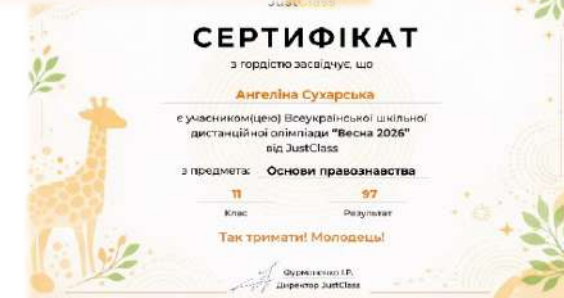 JustClass
СЕРТИФІКАТ
з гордістю засвідчує, що
Ангеліна Сухарська
є учасником(цею) Всеукраїнської шкільної
дистанційної олімпіади "Весна 2026"
від JustClass
з предмета: Основи правознавства
11 97
Клас Результат
Так тримати! Молодець!
Фурманенко І.Р.
Директор JustClass